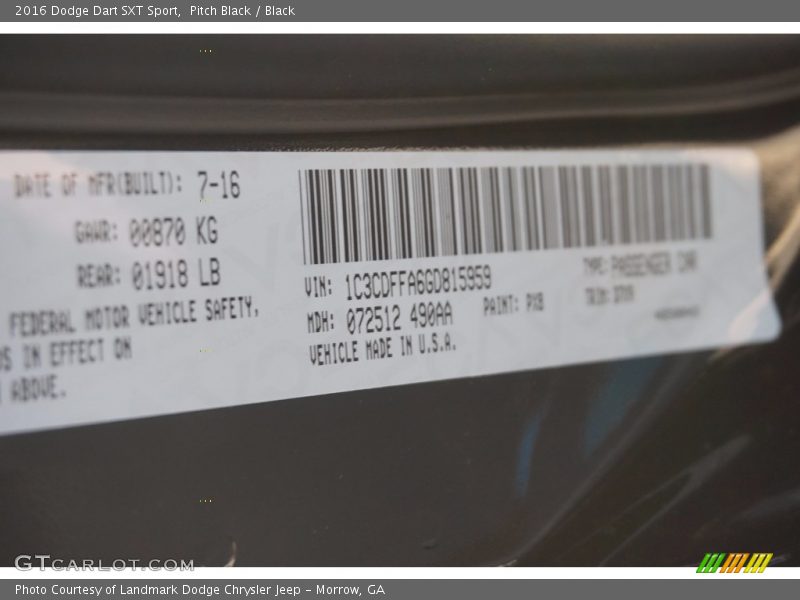 2016 Dodge Dart SXT Sport,  Pitch Black / Black
DATE OF MFR(BUILT): 7-16
GAWR: 00870 KG
REAR: 01918 LB
FEDERAL MOTOR VEHICLE SAFETY,
DS IN EFFECT ON
ABOVE.
VIN: 1C3CDFFA6GD815959
MDH: 072512 490AA
PAINT:
VEHICLE MADE IN U.S.A.
TYPE: PASSENGER CAR
TRIM:
GTCARLOT.COM
Photo Courtesy of Landmark Dodge Chrysler Jeep - Morrow, GA